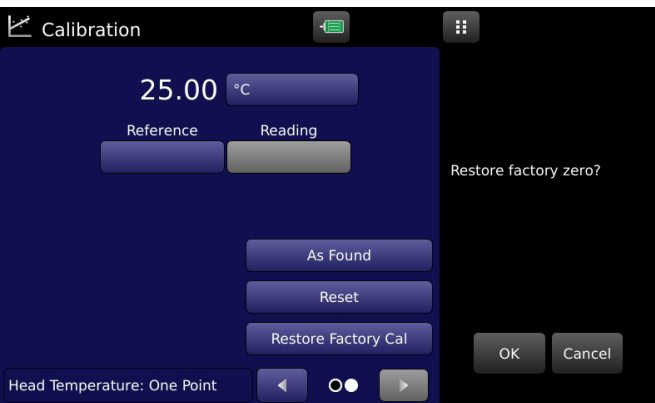 Calibration
25.00 °C
Reference Reading
As Found
Reset
Restore Factory Cal
Head Temperature: One Point
Restore factory zero?
OK Cancel